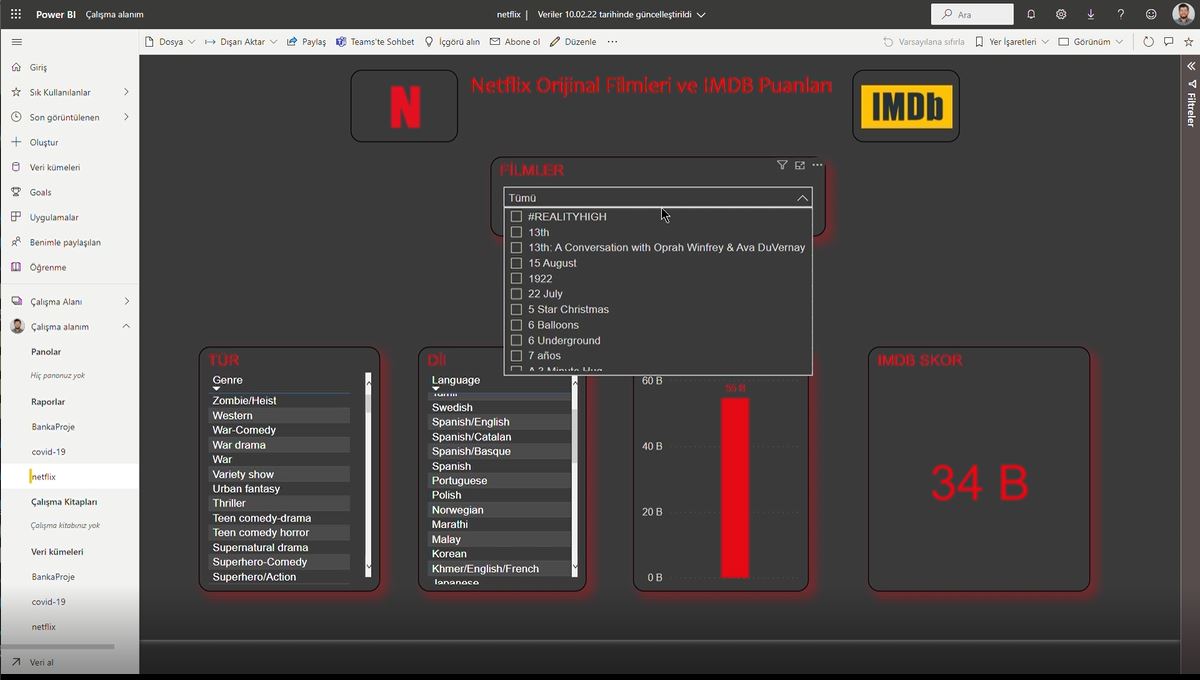 Power BI
Çalışma alanım
netflix | Veriler 10.02.22 tarihinde güncelleştirildi
Ara
Dosya
Dışarı Aktar
Paylaş
Teams'te Sohbet
İçgörü alın
Abone ol
Düzenle
Varsayılana sıfırla
Yer İşaretleri
Görünüm
Giriş
Sık Kullanılanlar
Son görüntülenen
Oluştur
Veri kümeleri
Goals
Uygulamalar
Benimle paylaşılan
Öğrenme
Çalışma Alanı
Çalışma alanım
Panolar
Hiç panonuz yok
Raporlar
BankaProje
covid-19
netflix
Çalışma Kitapları
Çalışma kitabınız yok
Veri kümeleri
BankaProje
covid-19
netflix
Veri al
N
Netflix Orijinal Filmleri ve IMDB Puanları
IMDb
Filtreler
FİLMLER
Tümü
#REALITYHIGH
13th
13th: A Conversation with Oprah Winfrey & Ava DuVernay
15 August
1922
22 July
5 Star Christmas
6 Balloons
6 Underground
7 años
A 3 Minute Hug
TÜR
Genre
Zombie/Heist
Western
War-Comedy
War drama
War
Variety show
Urban fantasy
Thriller
Teen comedy-drama
Teen comedy horror
Supernatural drama
Superhero-Comedy
Superhero/Action
Dil
Language
Tamil
Swedish
Spanish/English
Spanish/Catalan
Spanish/Basque
Spanish
Portuguese
Polish
Norwegian
Marathi
Malay
Korean
Khmer/English/French
Japanese
60 B
55 B
40 B
20 B
0 B
IMDB SKOR
34 B